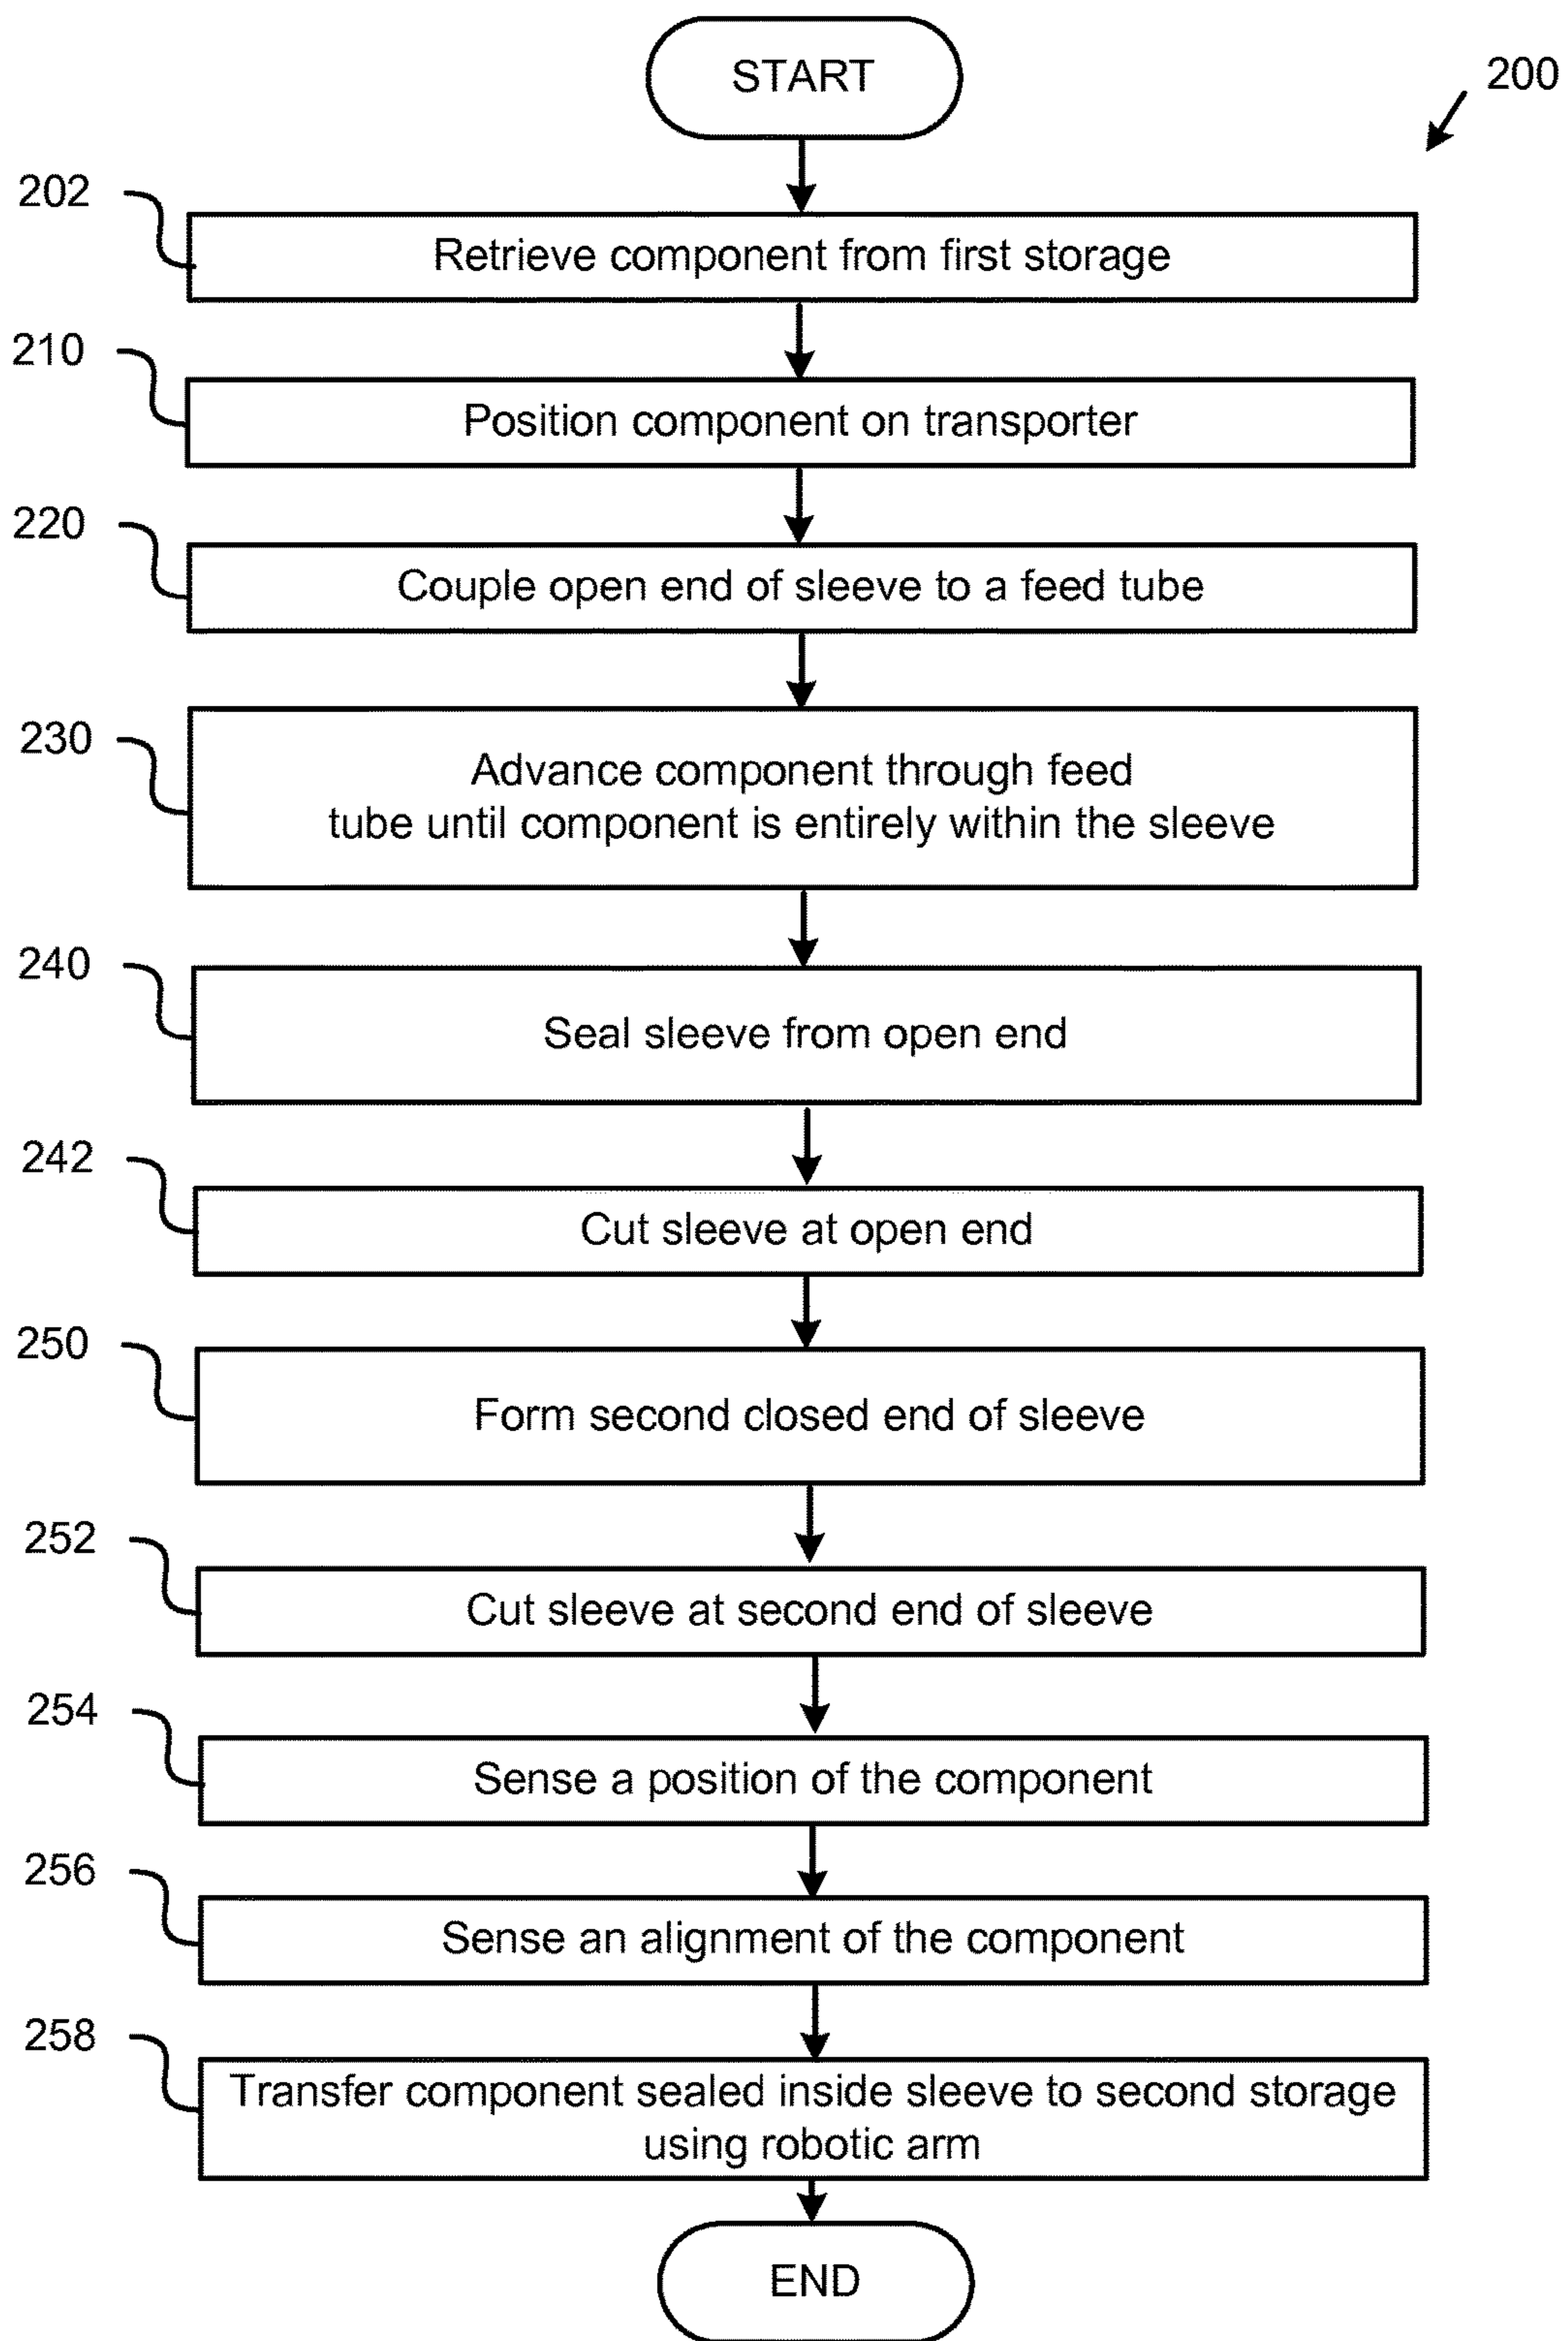 START
200
202
Retrieve component from first storage
210
Position component on transporter
220
Couple open end of sleeve to a feed tube
230
Advance component through feed
tube until component is entirely within the sleeve
240
Seal sleeve from open end
242
Cut sleeve at open end
250
Form second closed end of sleeve
252
Cut sleeve at second end of sleeve
254
Sense a position of the component
256
Sense an alignment of the component
258
Transfer component sealed inside sleeve to second storage
using robotic arm
END